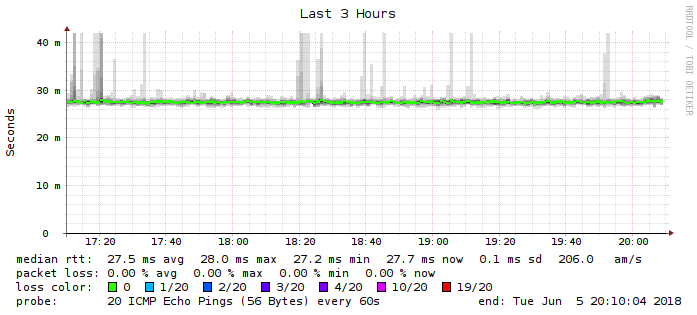 Last 3 Hours
RRDTOOL / TOBI OETIKER
Seconds
40 m
30 m
20 m
10 m
0
17:20 17:40 18:00 18:20 18:40 19:00 19:20 19:40 20:00
median rtt: 27.5 ms avg 28.0 ms max 27.2 ms min 27.7 ms now 0.1 ms sd 206.0 am/s
packet loss: 0.00 % avg 0.00 % max 0.00 % min 0.00 % now
loss color: 0 1/20 2/20 3/20 4/20 10/20 19/20
probe: 20 ICMP Echo Pings (56 Bytes) every 60s end: Tue Jun 5 20:10:04 2018